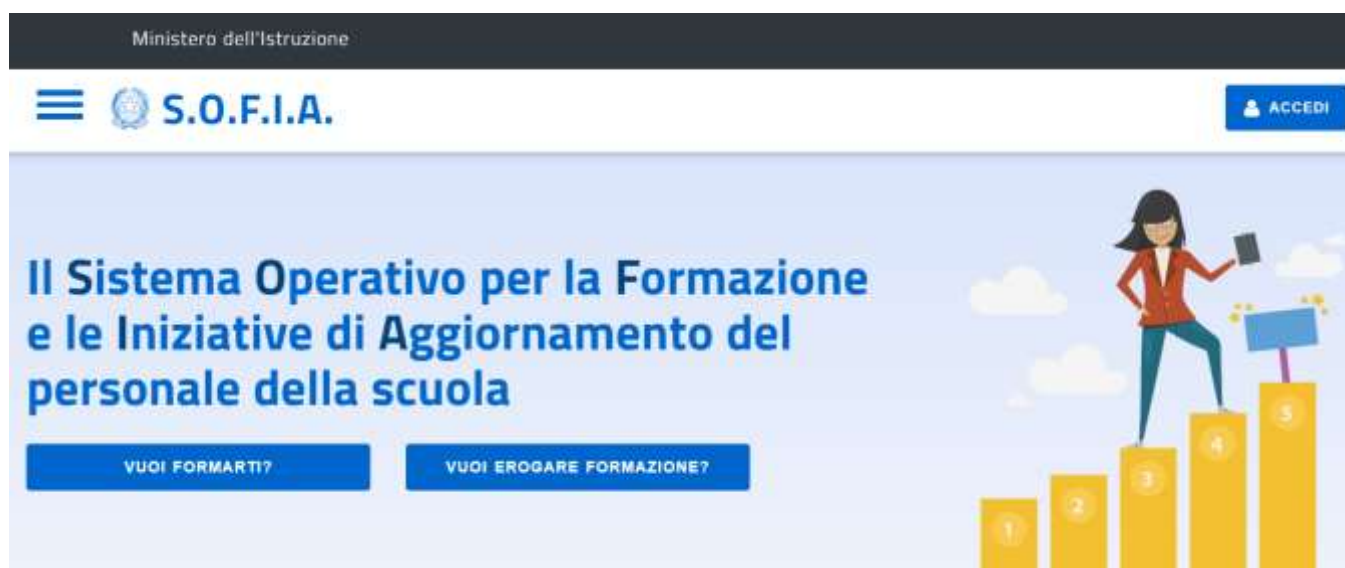 Ministero dell'Istruzione
S.O.F.I.A.
ACCEDI
Il Sistema Operativo per la Formazione
e le Iniziative di Aggiornamento del
personale della scuola
VUOI FORMARTI?
VUOI EROGARE FORMAZIONE?
1
2
3
4
5